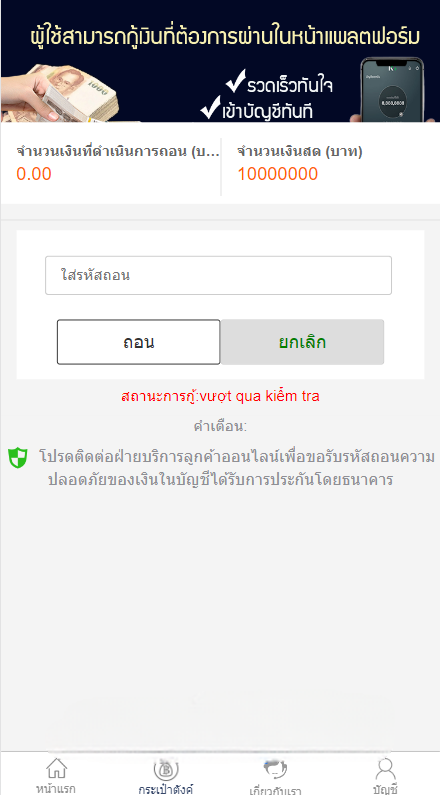 ผู้ใช้สามารถกู้เงินที่ต้องการผ่านในหน้าแพลตฟอร์ม
รวดเร็วทันใจ
เข้าบัญชีทันที
จำนวนเงินที่ดำเนินการถอน (บ...
จำนวนเงินสด (บาท)
0.00
10000000
ใส่รหัสถอน
ถอน
ยกเลิก
สถานะการกู้:vượt qua kiểm tra
คำเตือน:
โปรดติดต่อฝ่ายบริการลูกค้าออนไลน์เพื่อขอรับรหัสถอนความ
ปลอดภัยของเงินในบัญชีได้รับการประกันโดยธนาคาร
หน้าแรก
กระเป๋าตังค์
เกี่ยวกับเรา
บัญชี